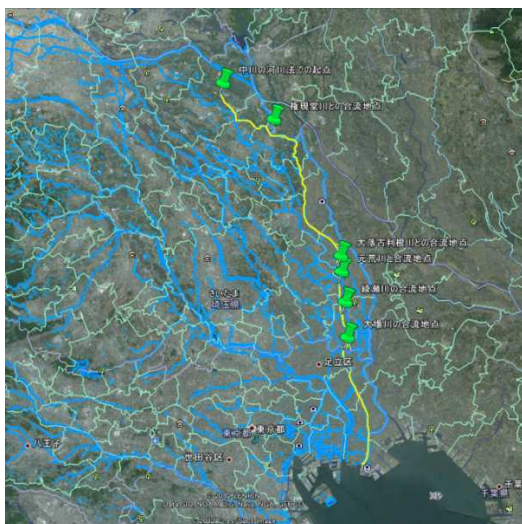 中川の河川法での起点
権現堂川との合流地点
大落古利根川との合流地点
元荒川と合流地点
綾瀬川の合流地点
大場川の合流地点
さいたま
埼玉県
足立区
東京都
東京都
八王子
世田谷区
千葉
千葉県